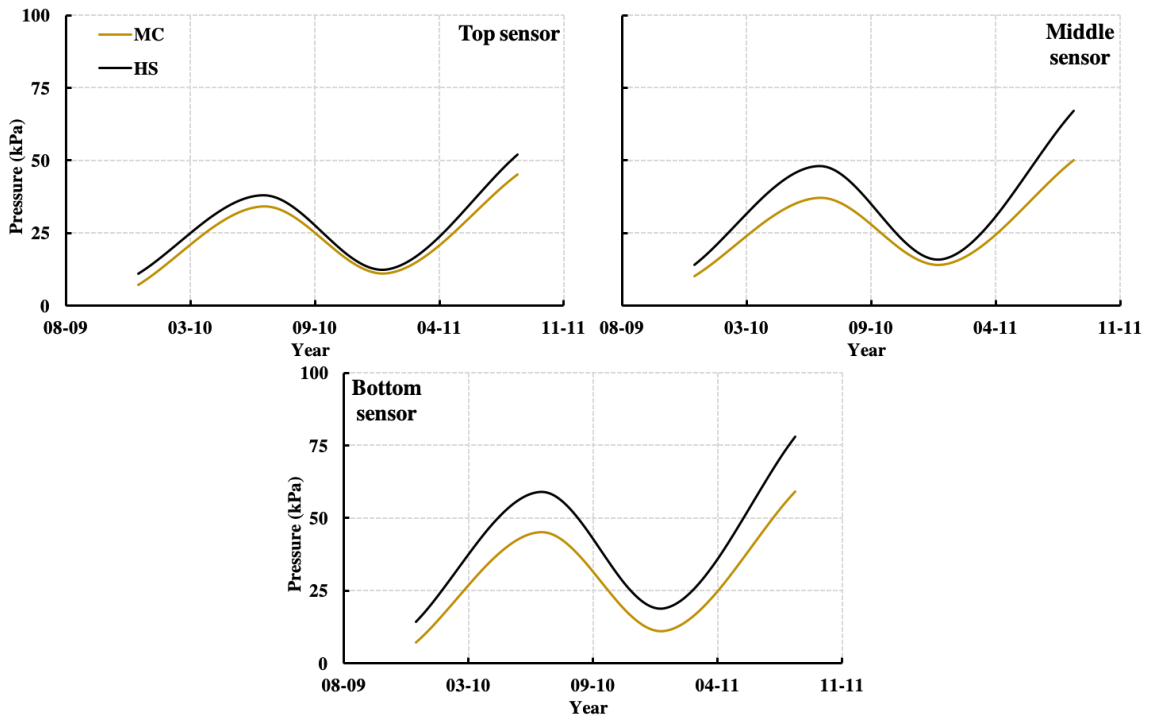 100
75
50
25
0
Pressure (kPa)
MC
HS
Top sensor
08-09 03-10 09-10 04-11 11-11
Year
Middle
sensor
08-09 03-10 09-10 04-11 11-11
Year
100
75
50
25
0
Pressure (kPa)
Bottom
sensor
08-09 03-10 09-10 04-11 11-11
Year